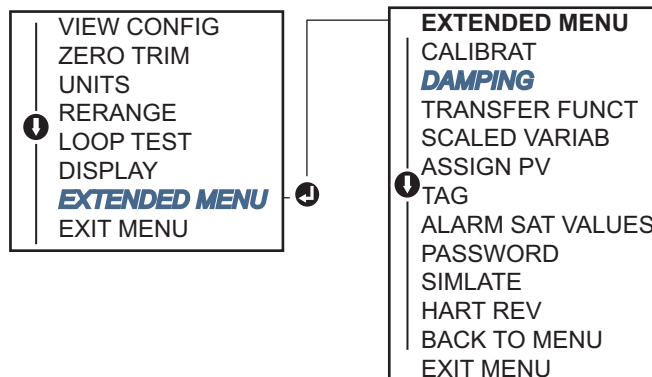 VIEW CONFIG
ZERO TRIM
UNITS
RERANGE
LOOP TEST
DISPLAY
EXTENDED MENU
EXIT MENU
EXTENDED MENU
CALIBRAT
DAMPING
TRANSFER FUNCT
SCALED VARIAB
ASSIGN PV
TAG
ALARM SAT VALUES
PASSWORD
SIMLATE
HART REV
BACK TO MENU
EXIT MENU